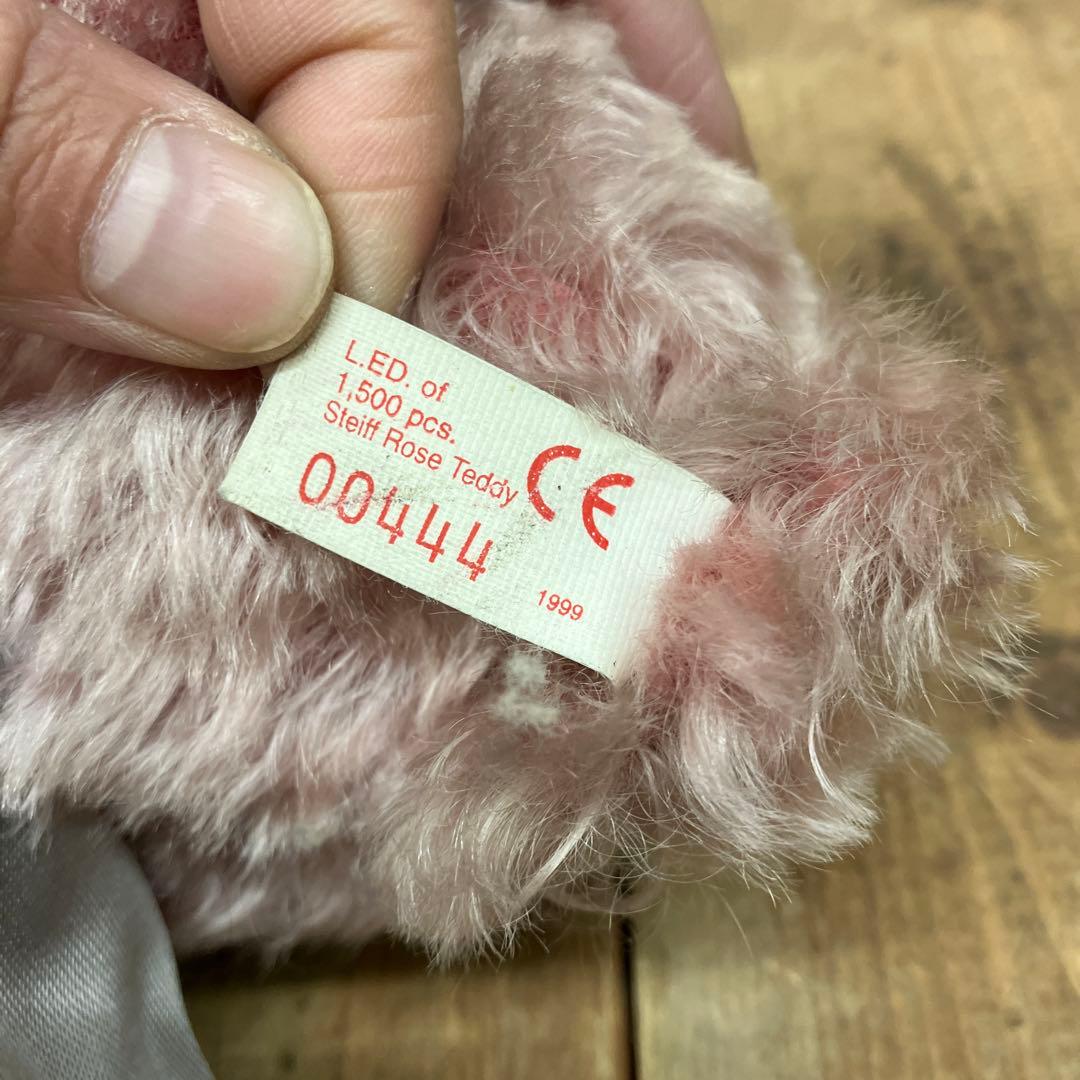 L.ED. of
1,500 pcs.
Steiff Rose Teddy
00444
CE
1999